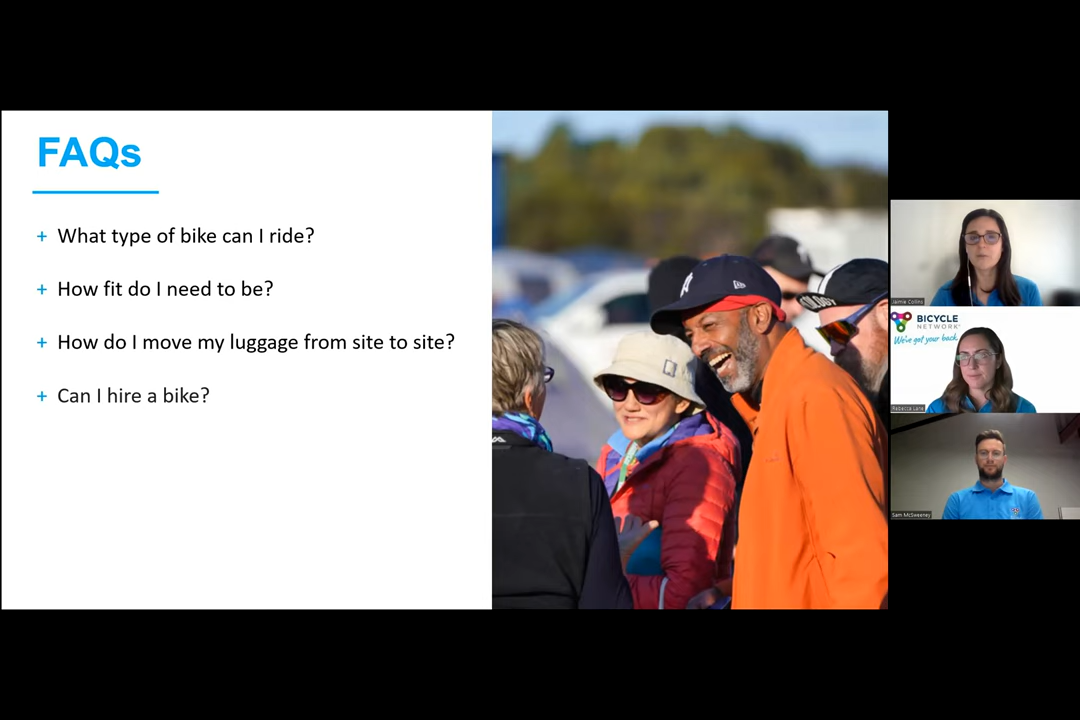 FAQs
+ What type of bike can I ride?
+ How fit do I need to be?
+ How do I move my luggage from site to site?
+ Can I hire a bike?
Jamie Collins
BICYCLE
NETWORK
We've got your back
Rebecca Lane
Sam McSweeney